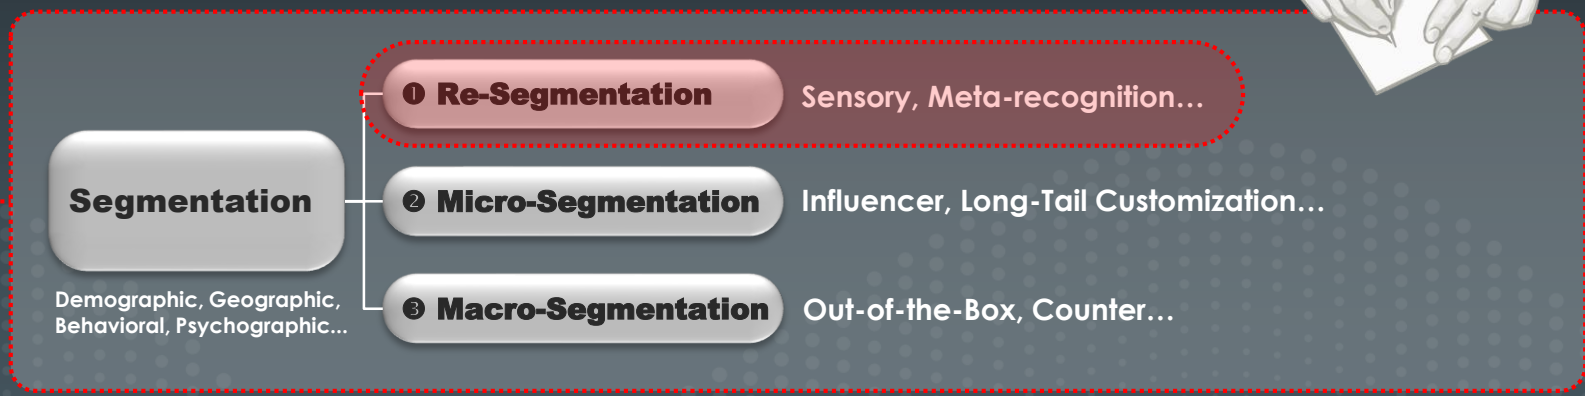 Segmentation
Demographic, Geographic,
Behavioral, Psychographic...
❶ Re-Segmentation
Sensory, Meta-recognition…
❷ Micro-Segmentation
Influencer, Long-Tail Customization…
❸ Macro-Segmentation
Out-of-the-Box, Counter…